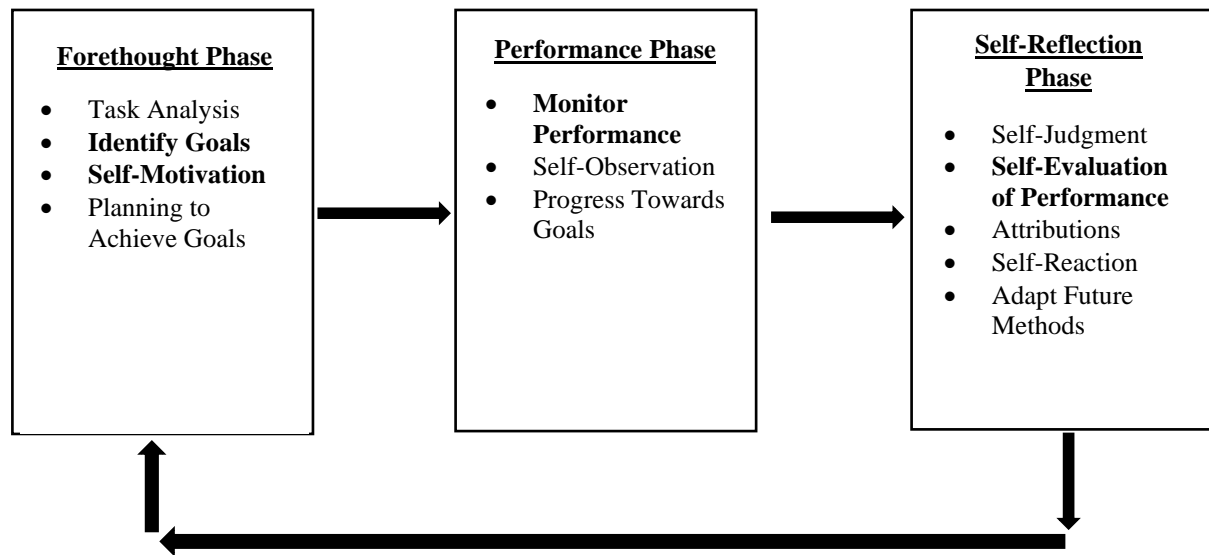 Forethought Phase
• Task Analysis
• Identify Goals
• Self-Motivation
• Planning to
Achieve Goals
Performance Phase
• Monitor
Performance
• Self-Observation
• Progress Towards
Goals
Self-Reflection
Phase
• Self-Judgment
• Self-Evaluation
of Performance
• Attributions
• Self-Reaction
• Adapt Future
Methods